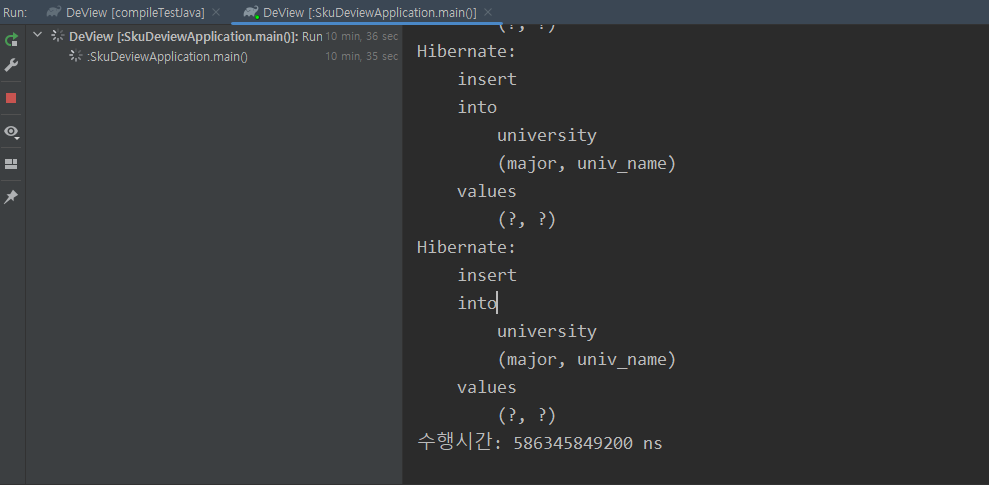 Run: DeView [compileTestJava] × DeView [:SkuDeviewApplication.main()] ×
DeView [:SkuDeviewApplication.main()]: Run 10 min, 36 sec
:SkuDeviewApplication.main() 10 min, 35 sec
(?, ?)
Hibernate:
insert
into
university
(major, univ_name)
values
(?, ?)
Hibernate:
insert
into
university
(major, univ_name)
values
(?, ?)
수행시간: 586345849200 ns